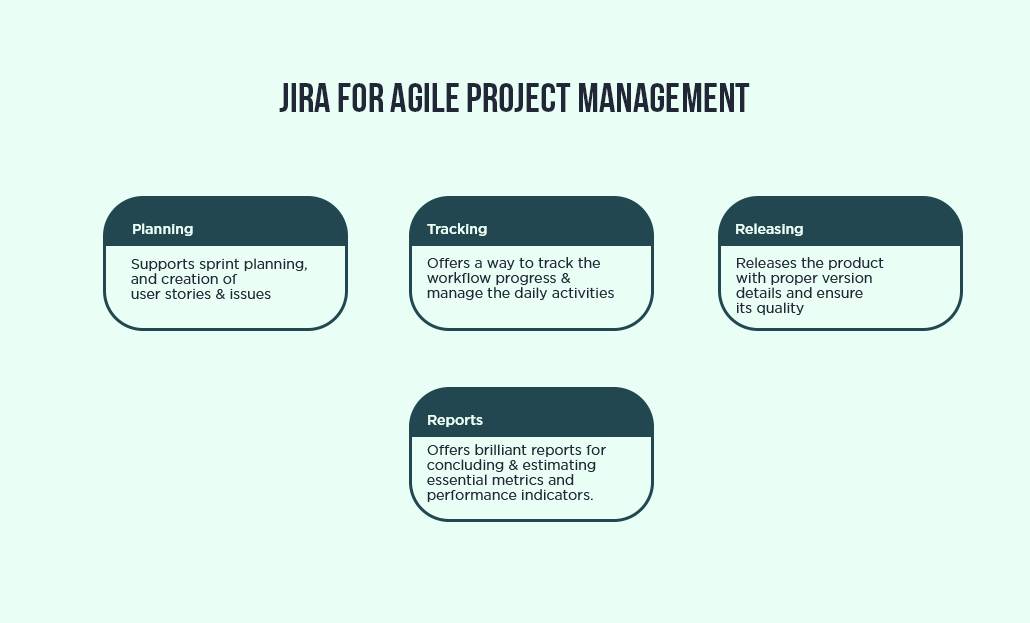 JIRA FOR AGILE PROJECT MANAGEMENT
Planning
Supports sprint planning,
and creation of
user stories & issues
Tracking
Offers a way to track the
workflow progress &
manage the daily activities
Releasing
Releases the product
with proper version
details and ensure
its quality
Reports
Offers brilliant reports for
concluding & estimating
essential metrics and
performance indicators.